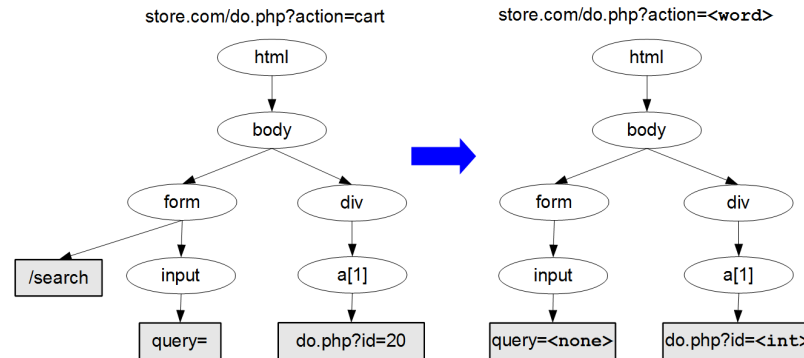 store.com/do.php?action=cart
html
body
form
div
/search
input
a[1]
query=
do.php?id=20
store.com/do.php?action=<word>
html
body
form
div
input
a[1]
query=<none>
do.php?id=<int>